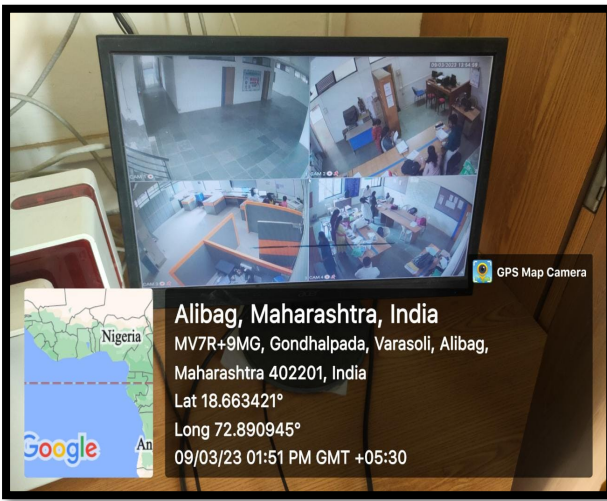 GPS Map Camera
Alibag, Maharashtra, India
MV7R+9MG, Gondhalpada, Varasoli, Alibag,
Maharashtra 402201, India
Lat 18.663421°
Long 72.890945°
09/03/23 01:51 PM GMT +05:30
Nigeria
Google
An